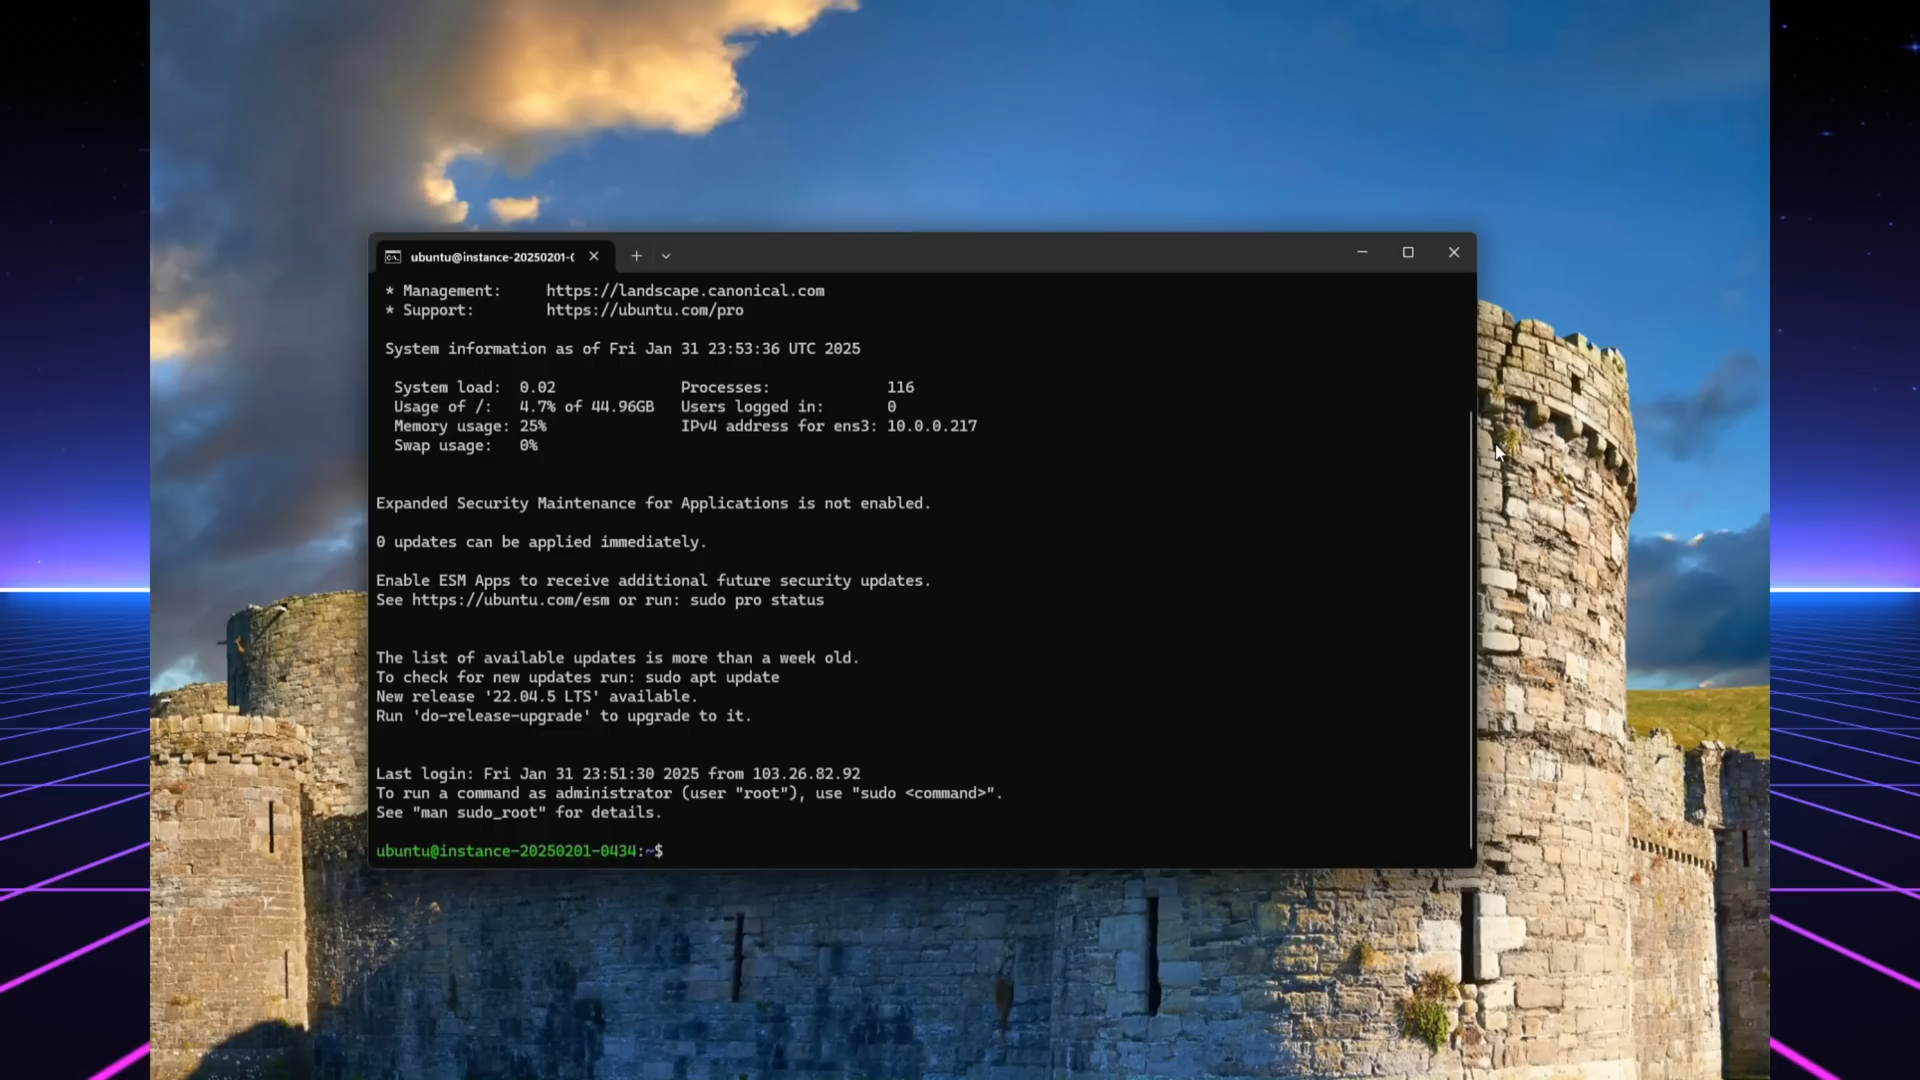 ubuntu@instance-20250201-(
* Management: https://landscape.canonical.com
* Support: https://ubuntu.com/pro
System information as of Fri Jan 31 23:53:36 UTC 2025
System load: 0.02 Processes: 116
Usage of /: 4.7% of 44.96GB Users logged in: 0
Memory usage: 25% IPv4 address for ens3: 10.0.0.217
Swap usage: 0%
Expanded Security Maintenance for Applications is not enabled.
0 updates can be applied immediately.
Enable ESM Apps to receive additional future security updates.
See https://ubuntu.com/esm or run: sudo pro status
The list of available updates is more than a week old.
To check for new updates run: sudo apt update
New release '22.04.5 LTS' available.
Run 'do-release-upgrade' to upgrade to it.
Last login: Fri Jan 31 23:51:30 2025 from 103.26.82.92
To run a command as administrator (user "root"), use "sudo <command>".
See "man sudo_root" for details.
ubuntu@instance-20250201-0434:~$